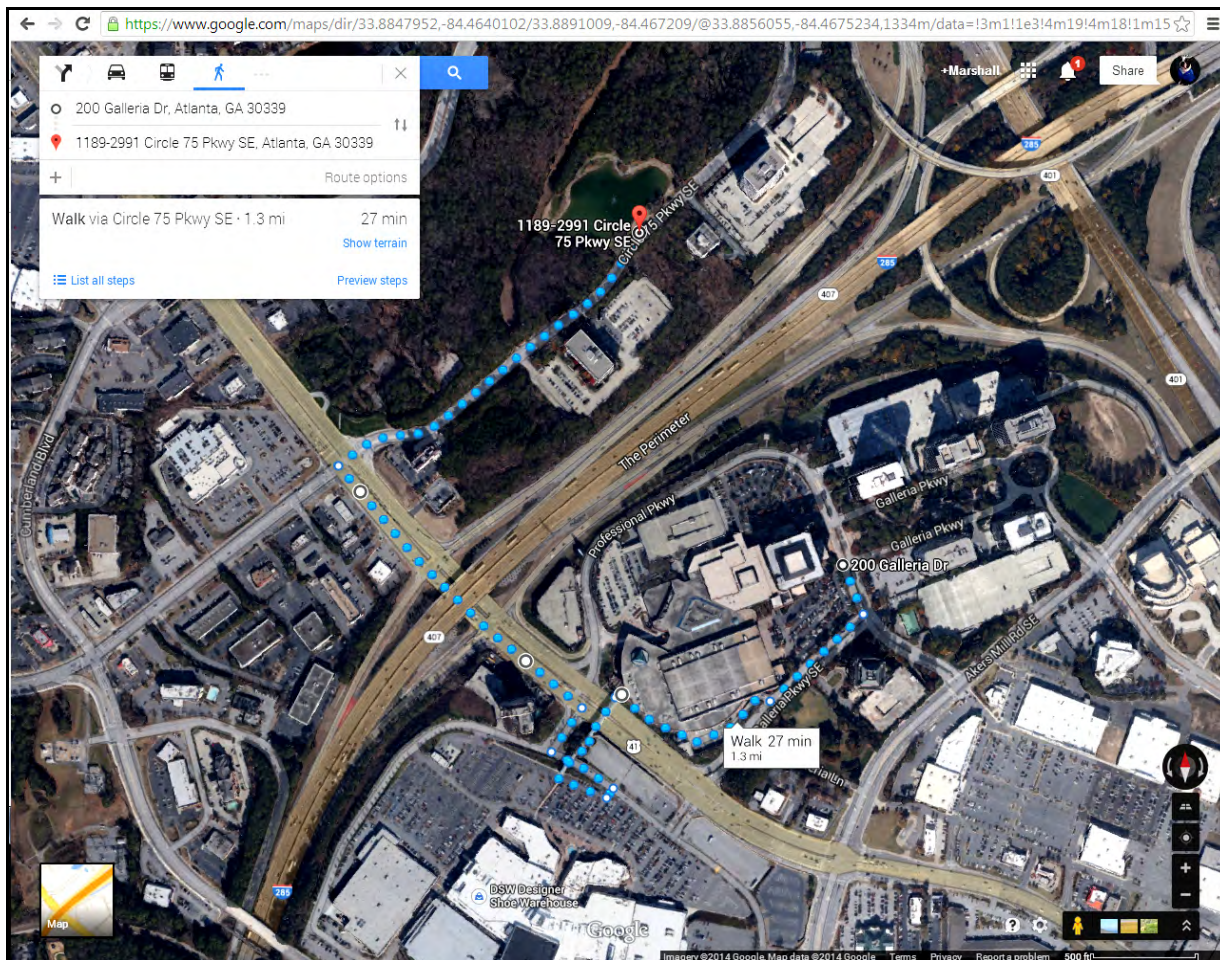 https://www.google.com/maps/dir/33.8847952,-84.4640102/33.8891009,-84.467209/@33.8856055,-84.4675234,1334m/data=!3m1!1e3!4m19!4m18!1m15
+Marshall
1
Share
200 Galleria Dr, Atlanta, GA 30339
1189-2991 Circle 75 Pkwy SE, Atlanta, GA 30339
Route options
Walk via Circle 75 Pkwy SE · 1.3 mi
27 min
Show terrain
List all steps
Preview steps
285
401
1189-2991 Circle
75 Pkwy SE
Circle 75 Pkwy SE
285
407
401
Cumberland Blvd
The Perimeter
Galleria Pkwy
Professional Pkwy
Galleria Pkwy
200 Galleria Dr
407
Akers Mill Rd SE
Galleria Pkwy SE
41
Walk 27 min
1.3 mi
285
DSW Designer
Shoe Warehouse
Map
Google
Imagery ©2014 Google, Map data ©2014 Google
Terms
Privacy
Report a problem
500 ft